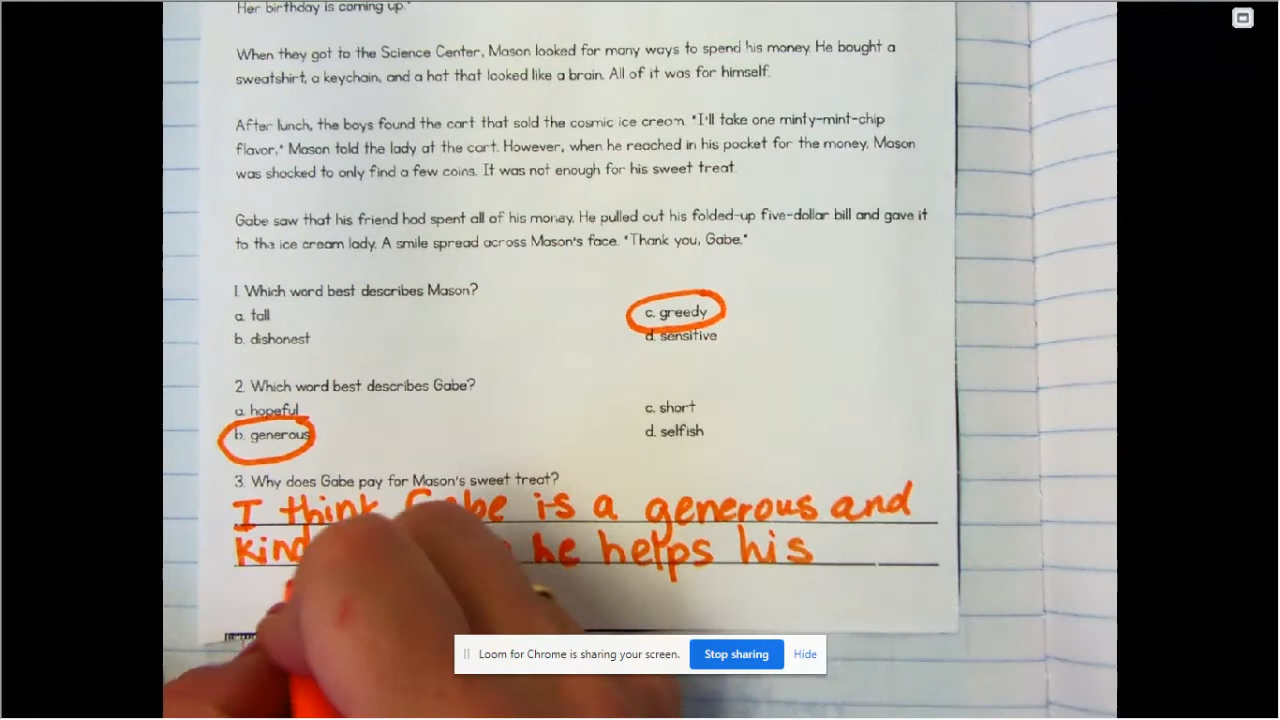 Her birthday is coming up."
When they got to the Science Center, Mason looked for many ways to spend his money. He bought a
sweatshirt, a keychain, and a hat that looked like a brain. All of it was for himself.
After lunch, the boys found the cart that sold the cosmic ice cream. "I'll take one minty-mint-chip
flavor," Mason told the lady at the cart. However, when he reached in his pocket for the money, Mason
was shocked to only find a few coins. It was not enough for his sweet treat.
Gabe saw that his friend had spent all of his money. He pulled out his folded-up five-dollar bill and gave it
to the ice cream lady. A smile spread across Mason's face. "Thank you, Gabe."
1. Which word best describes Mason?
a. tall
b. dishonest
c. greedy
d. sensitive
2. Which word best describes Gabe?
a. hopeful
b. generous
c. short
d. selfish
3. Why does Gabe pay for Mason's sweet treat?
I think Gabe is a generous and
kind he helps his
Loom for Chrome is sharing your screen. Stop sharing Hide